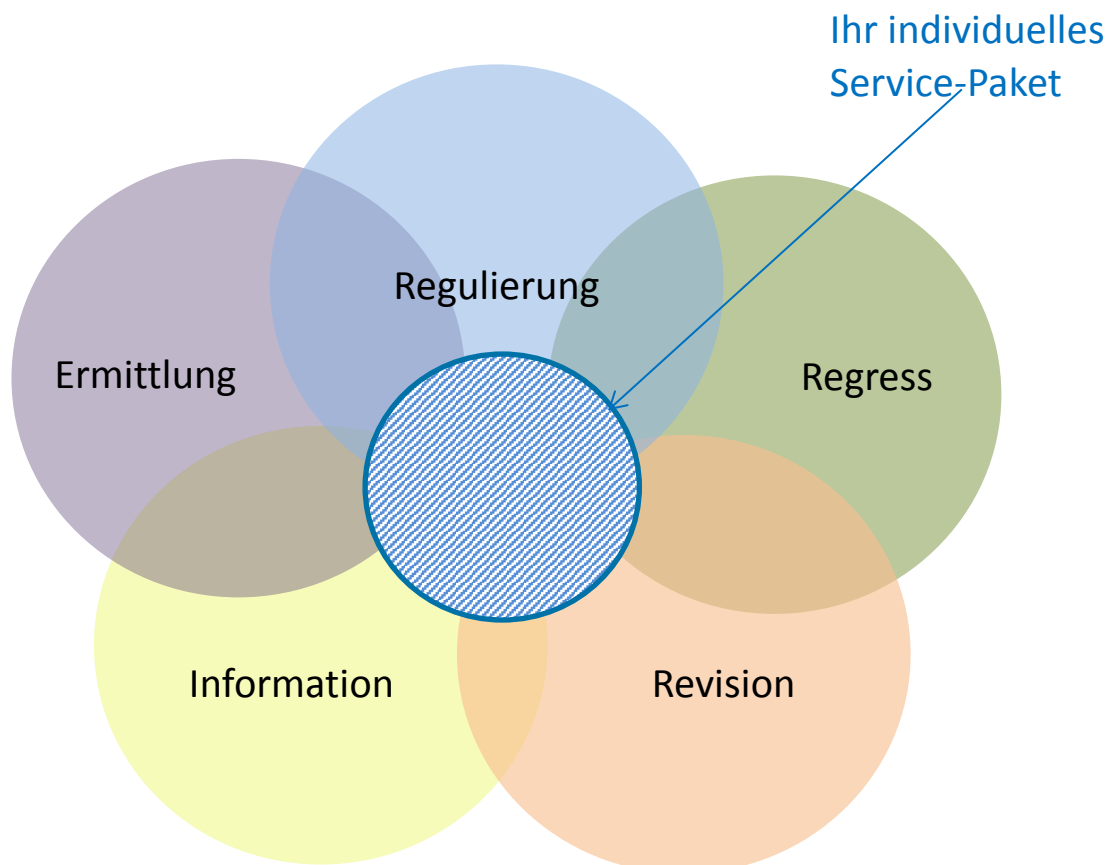 Ihr individuelles
Service-Paket
Regulierung
Ermittlung
Regress
Information
Revision